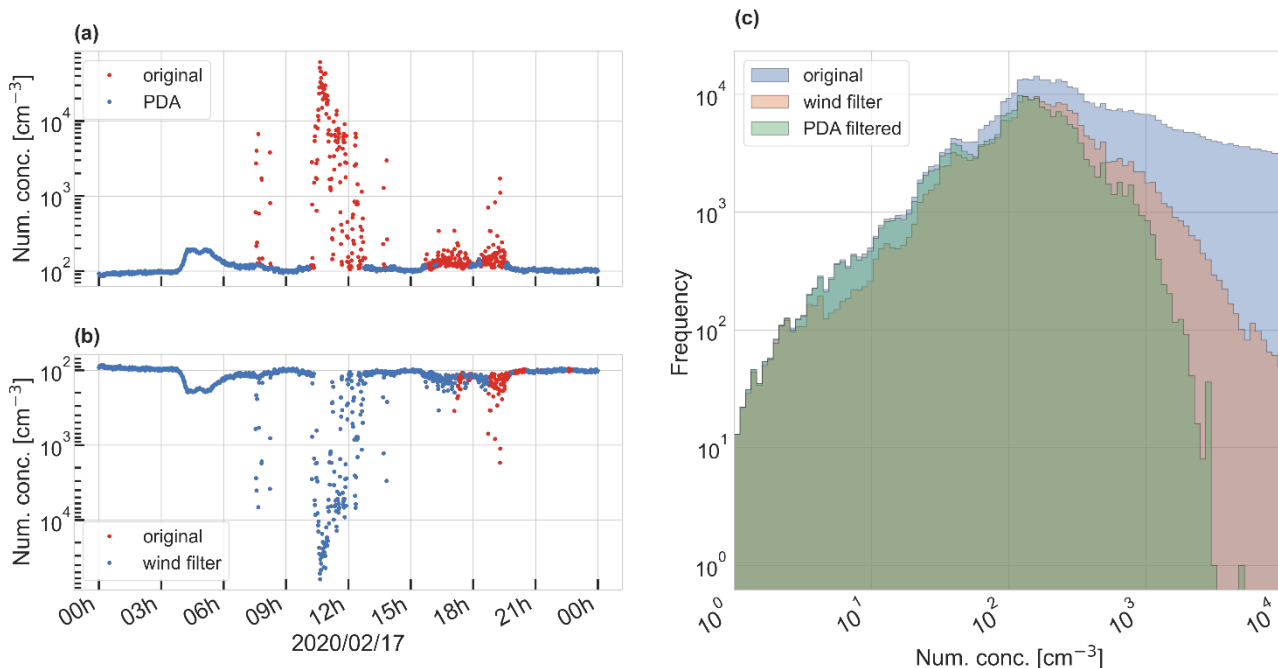 (a)
Num. conc. [cm⁻³]
original
PDA
10⁴
10³
10²
(b)
Num. conc. [cm⁻³]
10²
10³
10⁴
original
wind filter
00h 03h 06h 09h 12h 15h 18h 21h 00h
2020/02/17
(c)
original
wind filter
PDA filtered
Frequency
10⁴
10³
10²
10¹
10⁰
10⁰ 10¹ 10² 10³ 10⁴
Num. conc. [cm⁻³]